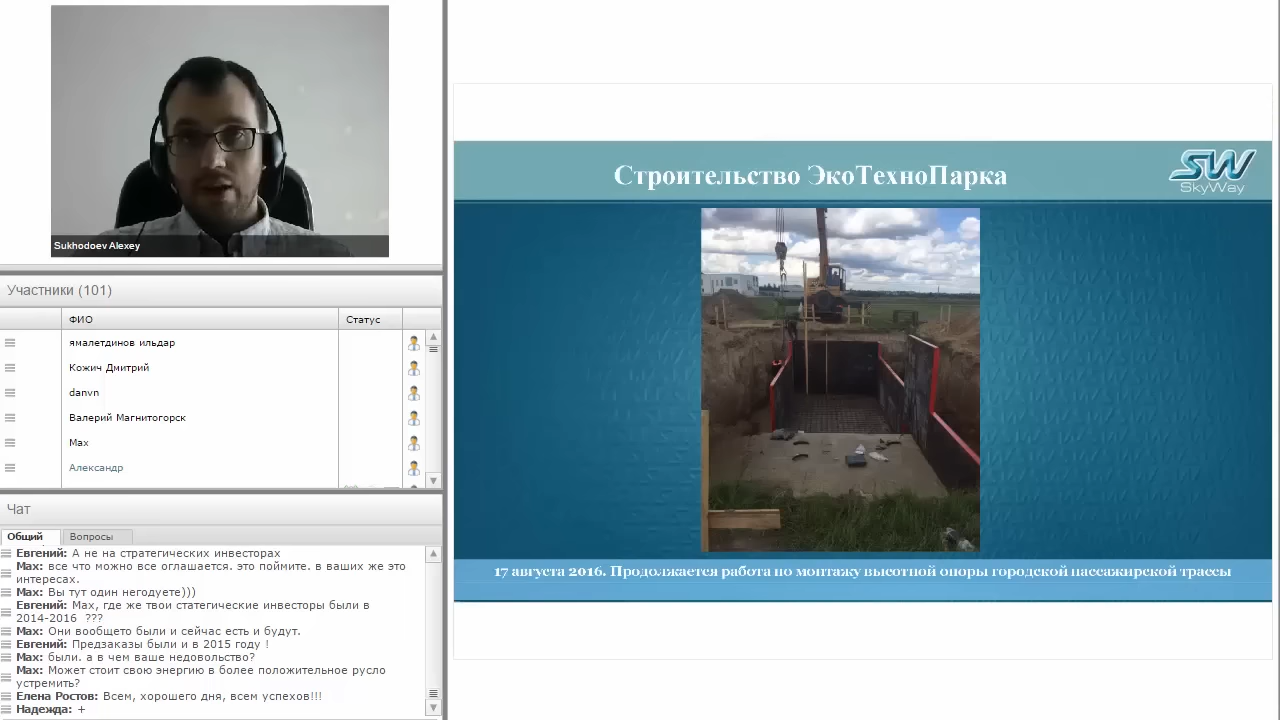 Sukhodoev Alexey
Участники (101)
ФИО
Статус
ямалетдинов ильдар
Кожич Дмитрий
danvn
Валерий Магнитогорск
Max
Александр
Чат
Общий
Вопросы
Евгений: А не на стратегических инвесторах
Max: все что можно все оглашается. это поймите. в ваших же это
интересах.
Max: Вы тут один негодуете)))
Евгений: Мах, где же твои статегические инвесторы были в
2014-2016 ???
Max: Они вообщето были и сейчас есть и будут.
Евгений: Предзаказы были и в 2015 году !
Max: были. а в чем ваше недовольство?
Max: Может стоит свою энергию в более положительное русло
устремить?
Елена Ростов: Всем, хорошего дня, всем успехов!!!
Надежда: +
Строительство ЭкоТехноПарка
SW
SkyWay
17 августа 2016. Продолжается работа по монтажу высотной опоры городской пассажирской трассы